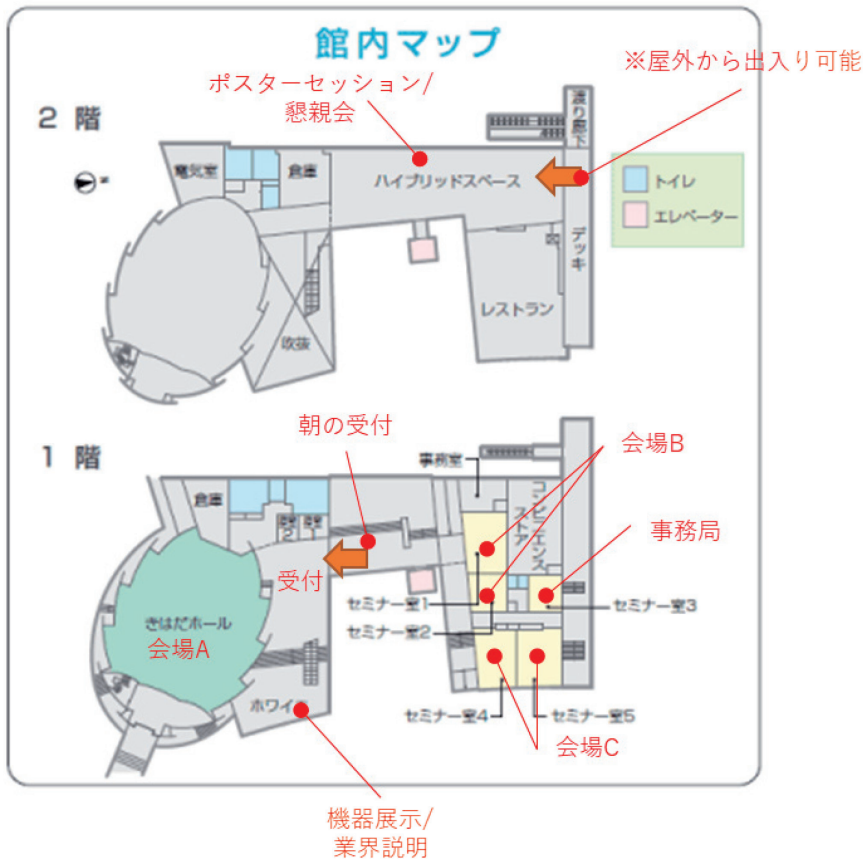 館内マップ
※屋外から出入り可能
ポスターセッション/
懇親会
2 階
渡り廊下
電気室
倉庫
ハイブリッドスペース
トイレ
エレベーター
デッキ
レストラン
吹抜
朝の受付
1 階
会場B
事務室
コンビニエンス
ストア
倉庫
事務局
受付
セミナー室1
セミナー室3
きはだホール
セミナー室2
会場A
ホワイエ
セミナー室4
セミナー室5
会場C
機器展示/
業界説明